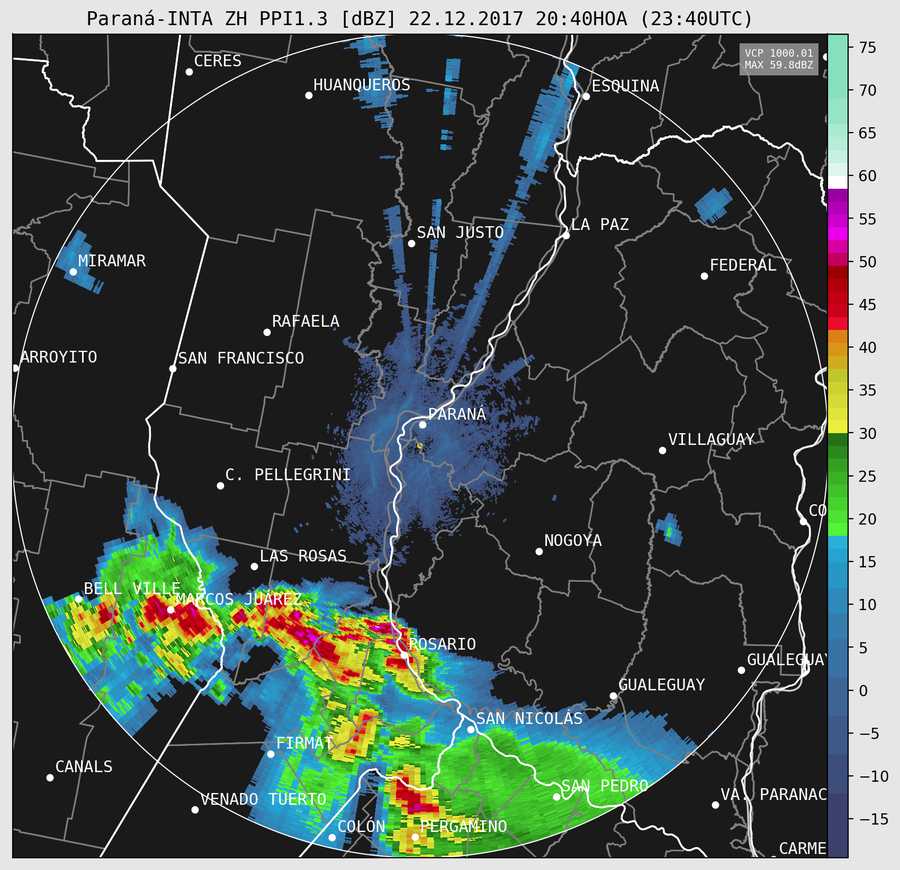 Paraná-INTA ZH PPI1.3 [dBZ] 22.12.2017 20:40HOA (23:40UTC)
VCP 1000.01
MAX 59.8dBZ
CERES
HUANQUEROS
ESQUINA
SAN JUSTO
LA PAZ
MIRAMAR
FEDERAL
RAFAELA
ARROYITO
SAN FRANCISCO
PARANÁ
VILLAGUAY
C. PELLEGRINI
CO
NOGOYA
LAS ROSAS
BELL VILLE
MARCOS JUÁREZ
ROSARIO
GUALEGUAY
GUALEGUAY
SAN NICOLÁS
FIRMAT
CANALS
SAN PEDRO
VENADO TUERTO
VA. PARANAC
COLÓN
PERGAMINO
CARME
75
70
65
60
55
50
45
40
35
30
25
20
15
10
5
0
−5
−10
−15